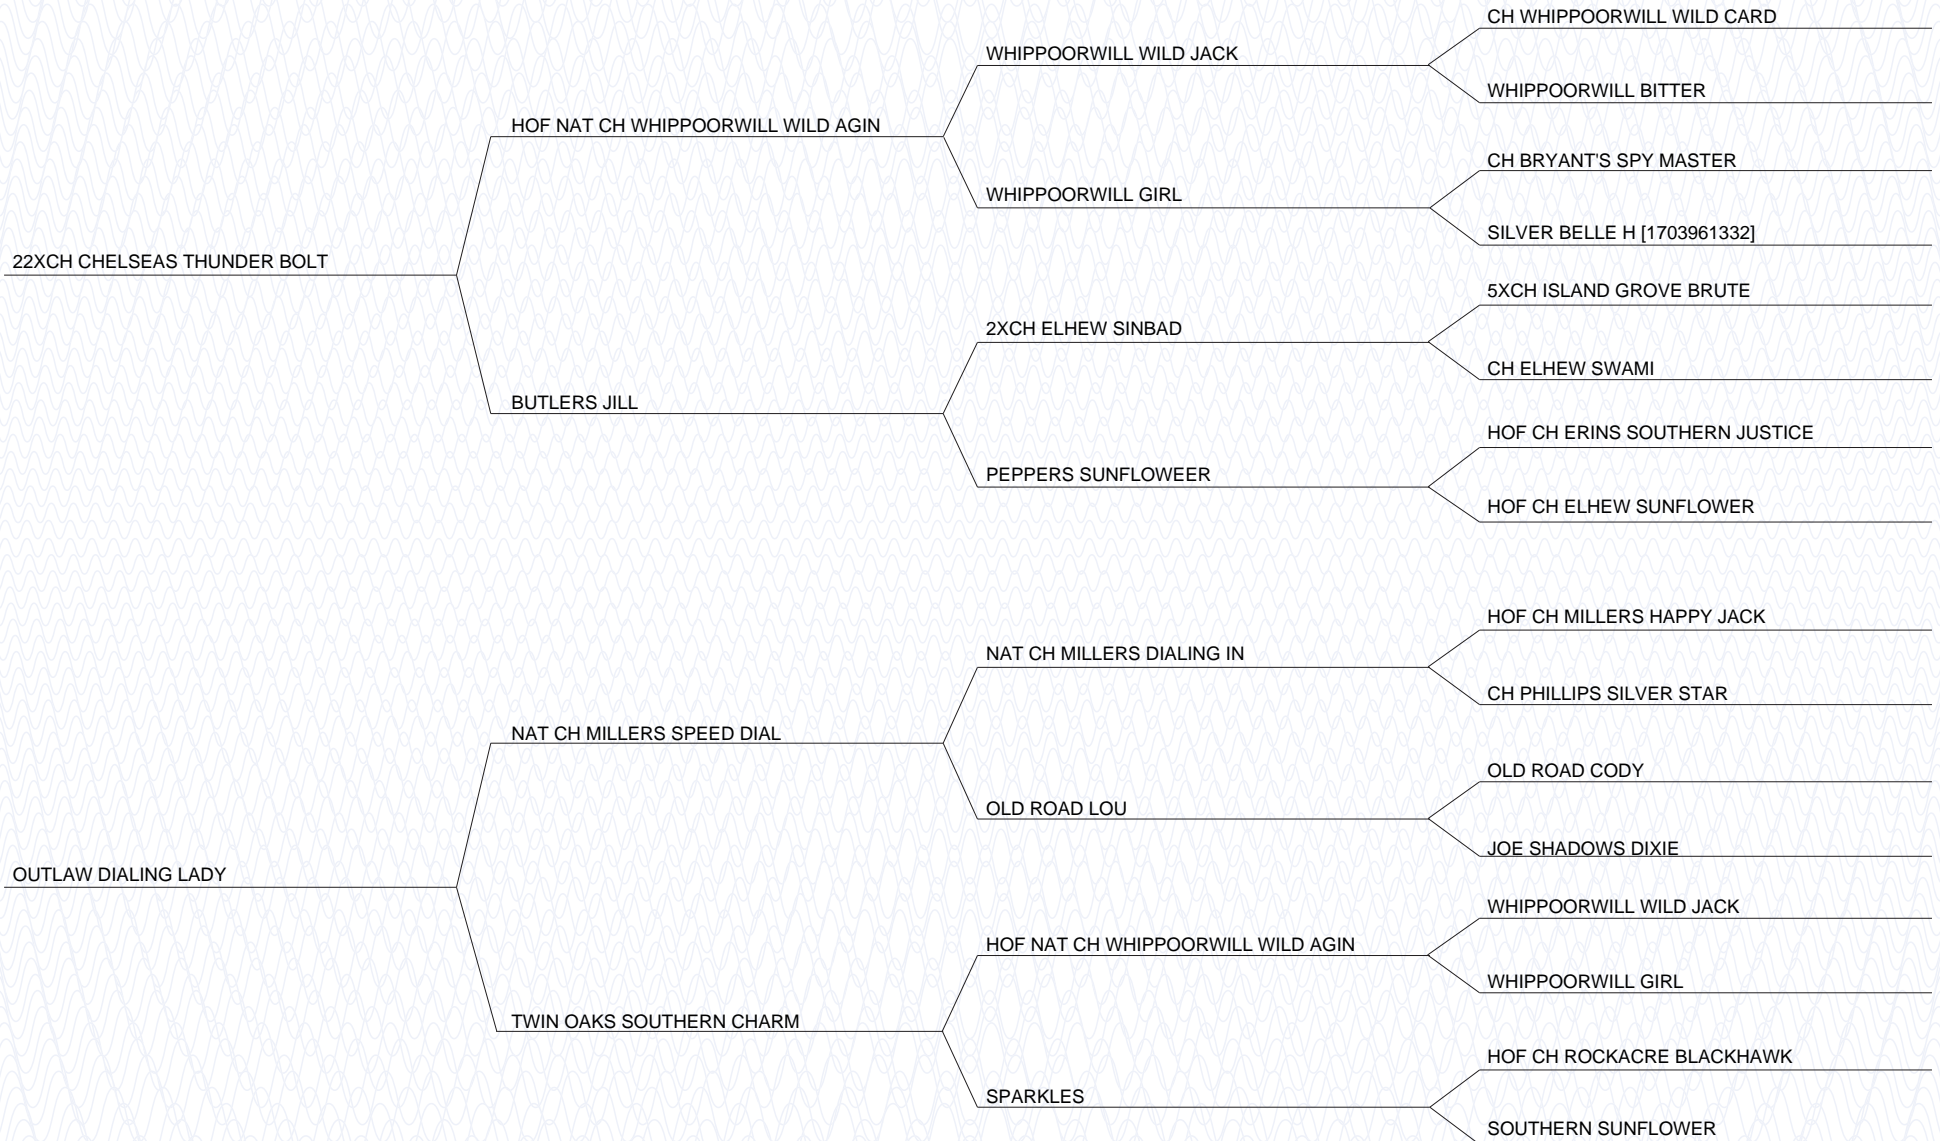 CH WHIPPOORWILL WILD CARD
WHIPPOORWILL WILD JACK
WHIPPOORWILL BITTER
HOF NAT CH WHIPPOORWILL WILD AGIN
CH BRYANT'S SPY MASTER
WHIPPOORWILL GIRL
SILVER BELLE H [1703961332]
22XCH CHELSEAS THUNDER BOLT
5XCH ISLAND GROVE BRUTE
2XCH ELHEW SINBAD
CH ELHEW SWAMI
BUTLERS JILL
HOF CH ERINS SOUTHERN JUSTICE
PEPPERS SUNFLOWEER
HOF CH ELHEW SUNFLOWER
HOF CH MILLERS HAPPY JACK
NAT CH MILLERS DIALING IN
CH PHILLIPS SILVER STAR
NAT CH MILLERS SPEED DIAL
OLD ROAD CODY
OLD ROAD LOU
JOE SHADOWS DIXIE
OUTLAW DIALING LADY
WHIPPOORWILL WILD JACK
HOF NAT CH WHIPPOORWILL WILD AGIN
WHIPPOORWILL GIRL
TWIN OAKS SOUTHERN CHARM
HOF CH ROCKACRE BLACKHAWK
SPARKLES
SOUTHERN SUNFLOWER